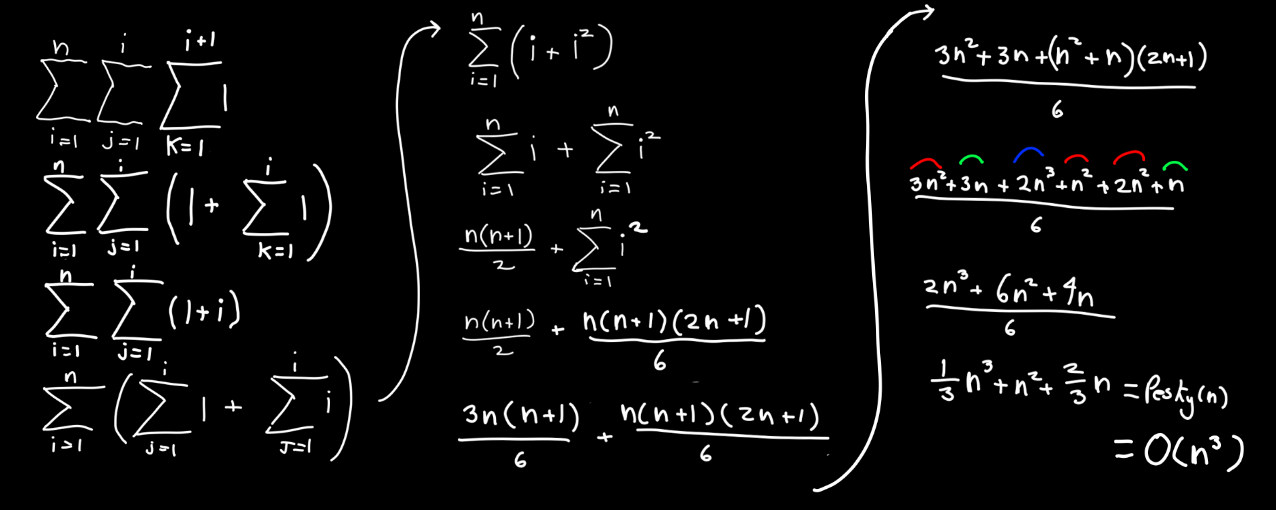 \sum_{i=1}^{n} \sum_{j=1}^{i} \sum_{k=1}^{i+1} 1
\sum_{i=1}^{n} \sum_{j=1}^{i} (1 + \sum_{k=1}^{i} 1)
\sum_{i=1}^{n} \sum_{j=1}^{i} (1+i)
\sum_{i=1}^{n} (\sum_{j=1}^{i} 1 + \sum_{J=1}^{i} i)
\sum_{i=1}^{n} (i + i^2)
\sum_{i=1}^{n} i + \sum_{i=1}^{n} i^2
\frac{n(n+1)}{2} + \sum_{i=1}^{n} i^2
\frac{n(n+1)}{2} + \frac{n(n+1)(2n+1)}{6}
\frac{3n(n+1)}{6} + \frac{n(n+1)(2n+1)}{6}
\frac{3n^2+3n+(n^2+n)(2n+1)}{6}
\frac{3n^2+3n+2n^3+n^2+2n^2+n}{6}
\frac{2n^3+6n^2+4n}{6}
\frac{1}{3}n^3+n^2+\frac{2}{3}n = Pesky(n)
= O(n^3)